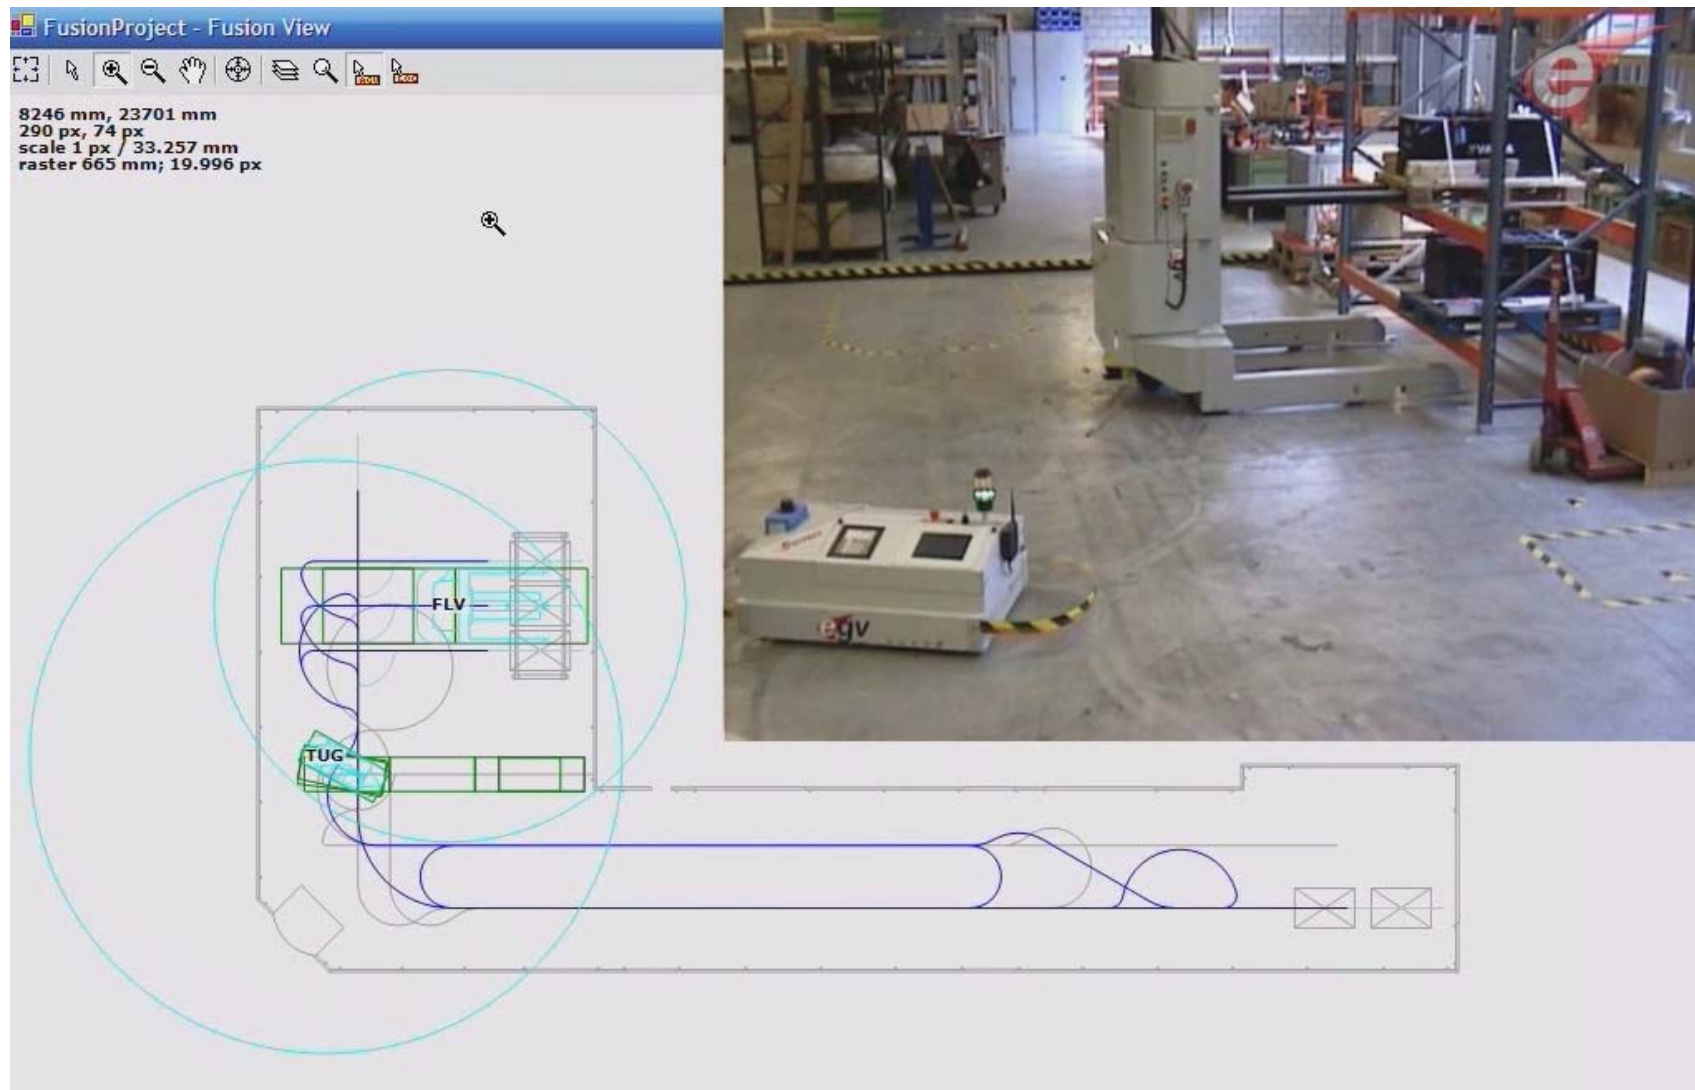 FusionProject - Fusion View
8246 mm, 23701 mm
290 px, 74 px
scale 1 px / 33.257 mm
raster 665 mm; 19.996 px
FLV
TUG
e
egv